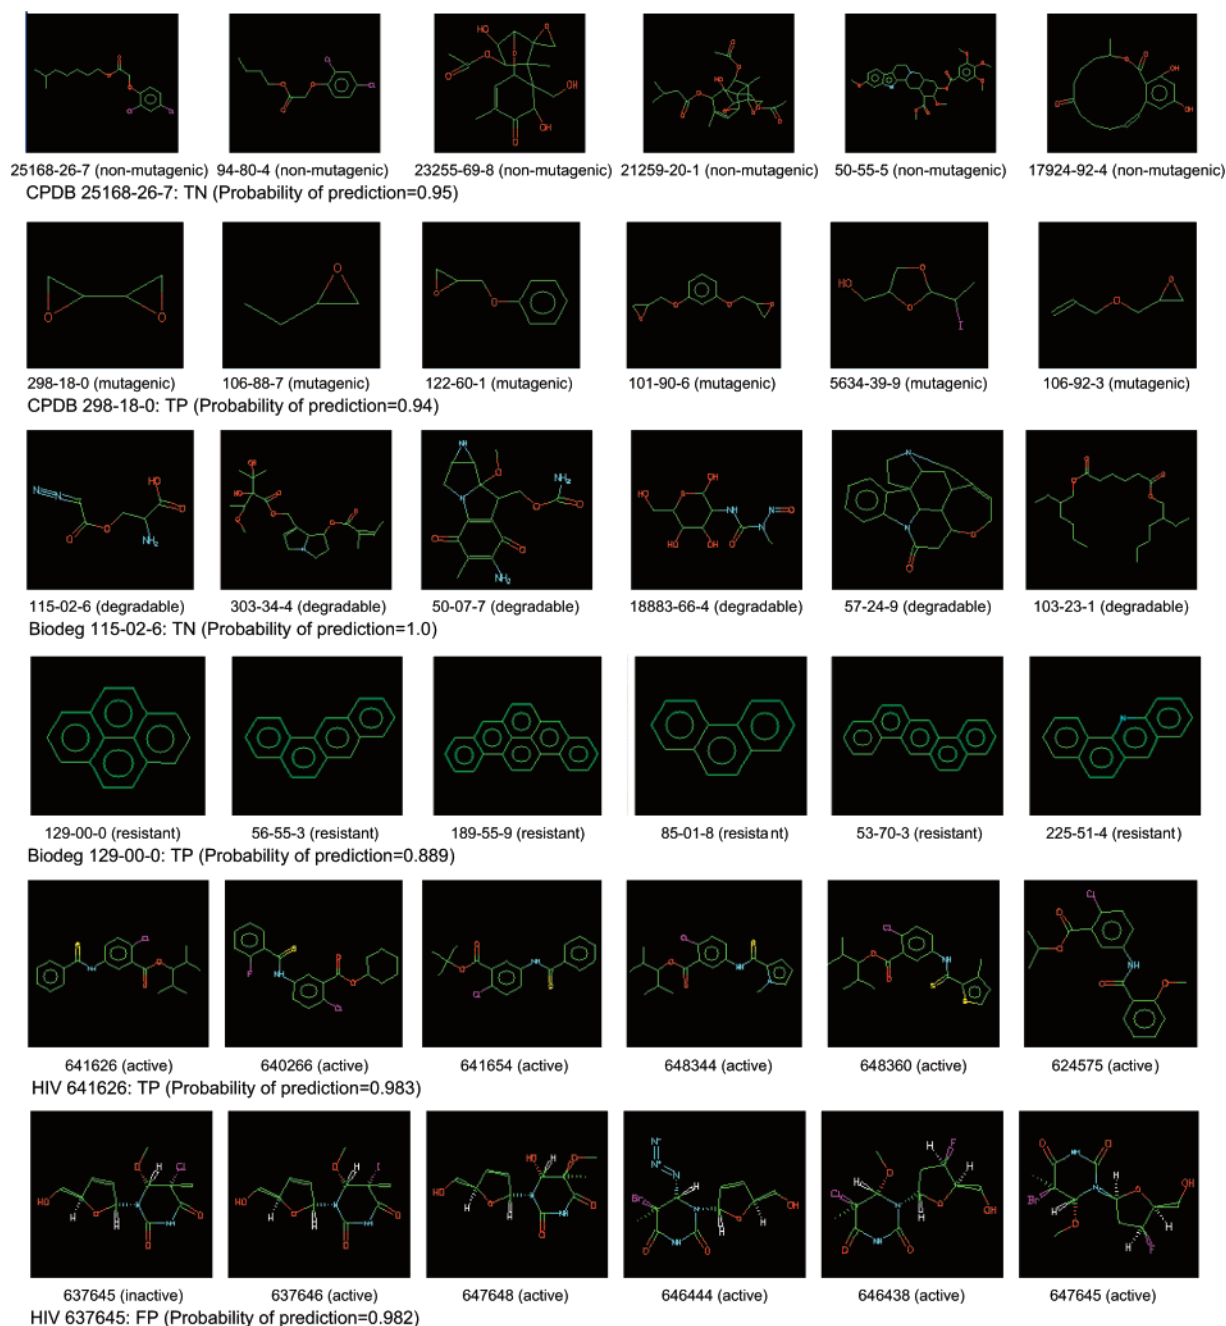 25168-26-7 (non-mutagenic) 94-80-4 (non-mutagenic) 23255-69-8 (non-mutagenic) 21259-20-1 (non-mutagenic) 50-55-5 (non-mutagenic) 17924-92-4 (non-mutagenic)
CPDB 25168-26-7: TN (Probability of prediction=0.95)
298-18-0 (mutagenic) 106-88-7 (mutagenic) 122-60-1 (mutagenic) 101-90-6 (mutagenic) 5634-39-9 (mutagenic) 106-92-3 (mutagenic)
CPDB 298-18-0: TP (Probability of prediction=0.94)
115-02-6 (degradable) 303-34-4 (degradable) 50-07-7 (degradable) 18883-66-4 (degradable) 57-24-9 (degradable) 103-23-1 (degradable)
Biodeg 115-02-6: TN (Probability of prediction=1.0)
129-00-0 (resistant) 56-55-3 (resistant) 189-55-9 (resistant) 85-01-8 (resistant) 53-70-3 (resistant) 225-51-4 (resistant)
Biodeg 129-00-0: TP (Probability of prediction=0.889)
641626 (active) 640266 (active) 641654 (active) 648344 (active) 648360 (active) 624575 (active)
HIV 641626: TP (Probability of prediction=0.983)
637645 (inactive) 637646 (active) 647648 (active) 646444 (active) 646438 (active) 647645 (active)
HIV 637645: FP (Probability of prediction=0.982)